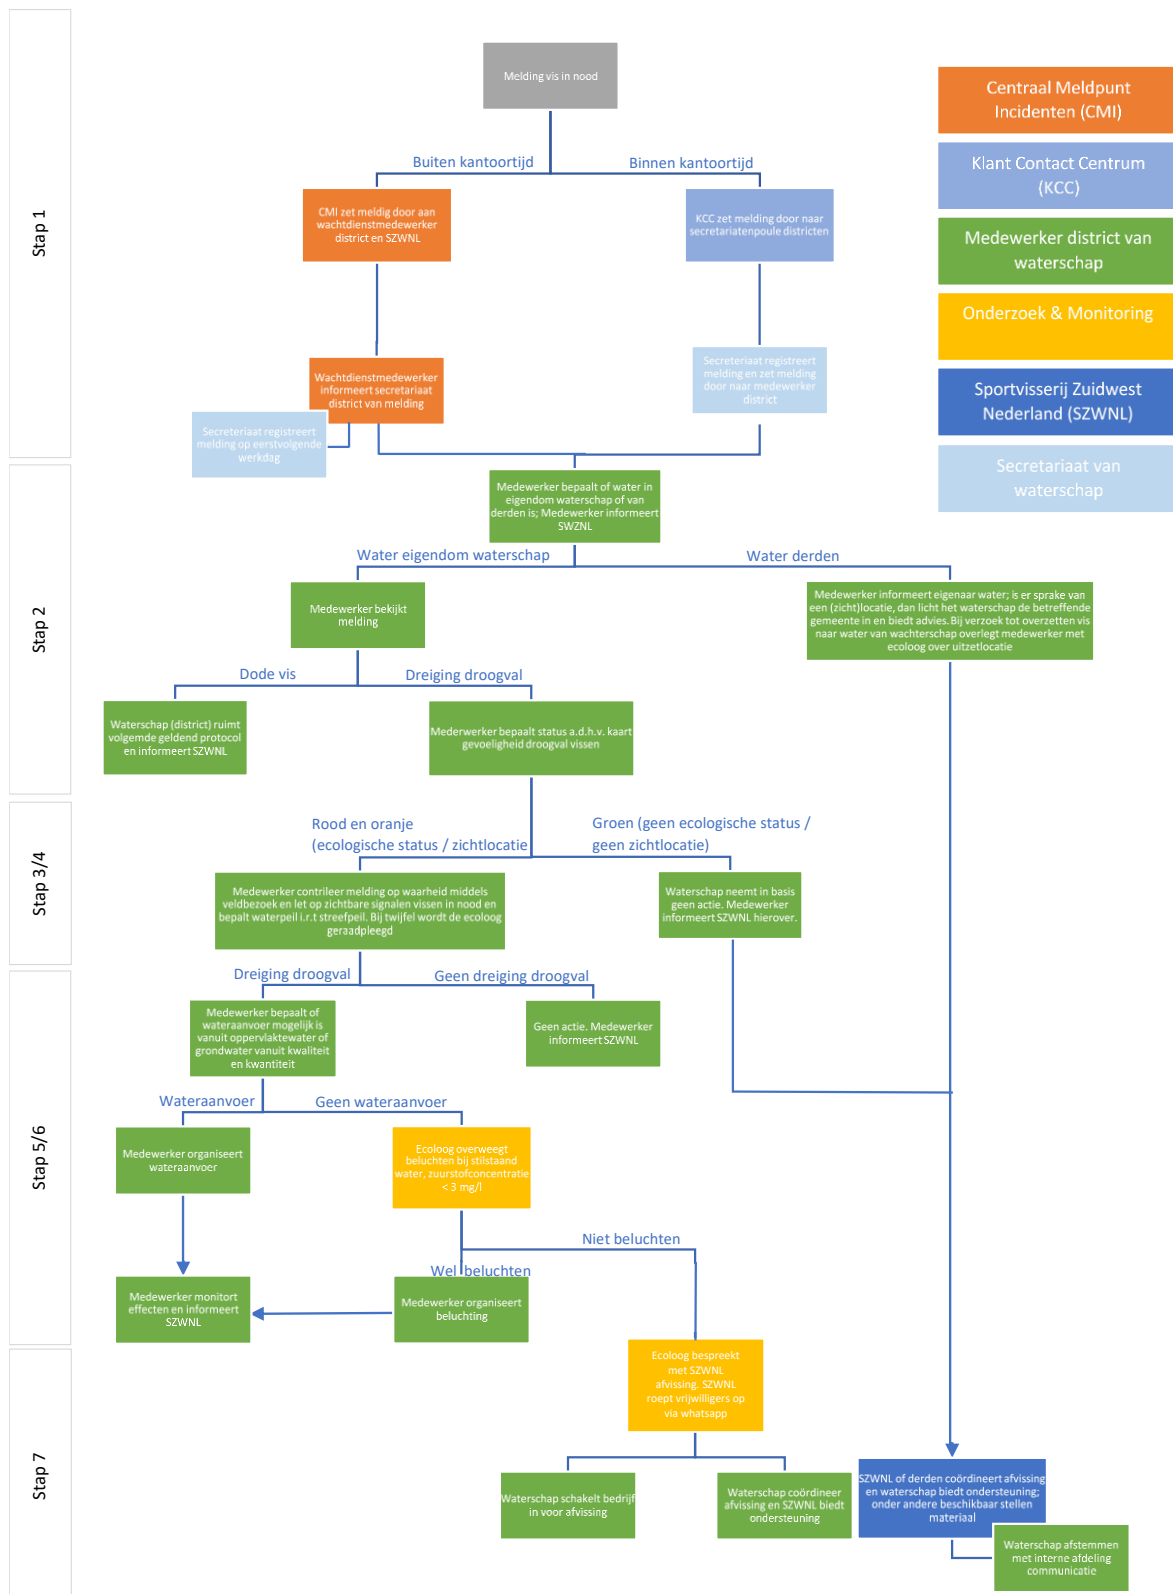 Stap 1
Melding vis in nood
Buiten kantoortijd
Binnen kantoortijd
CMI zet meldig door aan
wachtdienstmedewerker
district en SZWNL
KCC zet melding door naar
secretariatenpoule districten
Wachtdienstmedewerker
informeert secretariaat
district van melding
Secreteriaat registreert
melding op eerstvolgende
werkdag
Secreteriaat registreert
melding en zet melding
door naar medewerker
district
Centraal Meldpunt
Incidenten (CMI)
Klant Contact Centrum
(KCC)
Medewerker district van
waterschap
Onderzoek & Monitoring
Sportvisserij Zuidwest
Nederland (SZWNL)
Secretariaat van
waterschap
Stap 2
Medewerker bepaalt of water in
eigendom waterschap of van
derden is; Medewerker informeert
SWZNL
Water eigendom waterschap
Water derden
Medewerker bekijkt
melding
Medewerker informeert eigenaar water; is er sprake van
een (zicht)locatie, dan licht het waterschap de betreffende
gemeente in en biedt advies. Bij verzoek tot overzetten vis
naar water van wachterschap overlegt medewerker met
ecoloog over uitzetlocatie
Dode vis
Dreiging droogval
Waterschap (district) ruimt
volgemde geldend protocol
en informeert SZWNL
Mederwerker bepaalt status a.d.h.v. kaart
gevoeligheid droogval vissen
Stap 3/4
Rood en oranje
(ecologische status / zichtlocatie
Groen (geen ecologische status /
geen zichtlocatie)
Medewerker contrileer melding op waarheid middels
veldbezoek en let op zichtbare signalen vissen in nood en
bepalt waterpeil i.r.t streefpeil. Bij twijfel wordt de ecoloog
geraadpleegd
Waterschap neemt in basis
geen actie. Medewerker
informeert SZWNL hierover.
Stap 5/6
Dreiging droogval
Geen dreiging droogval
Medewerker bepaalt of
wateraanvoer mogelijk is
vanuit oppervlaktewater of
grondwater vanuit kwaliteit
en kwantiteit
Geen actie. Medewerker
informeert SZWNL
Wateraanvoer
Geen wateraanvoer
Medewerker organiseert
wateraanvoer
Ecoloog overweegt
beluchten bij stilstaand
water, zuurstofconcentratie
< 3 mg/l
Niet beluchten
Wel beluchten
Medewerker monitort
effecten en informeert
SZWNL
Medewerker organiseert
beluchting
Stap 7
Ecoloog bespreekt
met SZWNL
afvissing. SZWNL
roept vrijwilligers op
via whatsapp
Waterschap schakelt bedrijf
in voor afvissing
Waterschap coördineer
afvissing en SZWNL biedt
ondersteuning
SZWNL of derden coördineert afvissing
en waterschap biedt ondersteuning;
onder andere beschikbaar stellen
materiaal
Waterschap afstemmen
met interne afdeling
communicatie